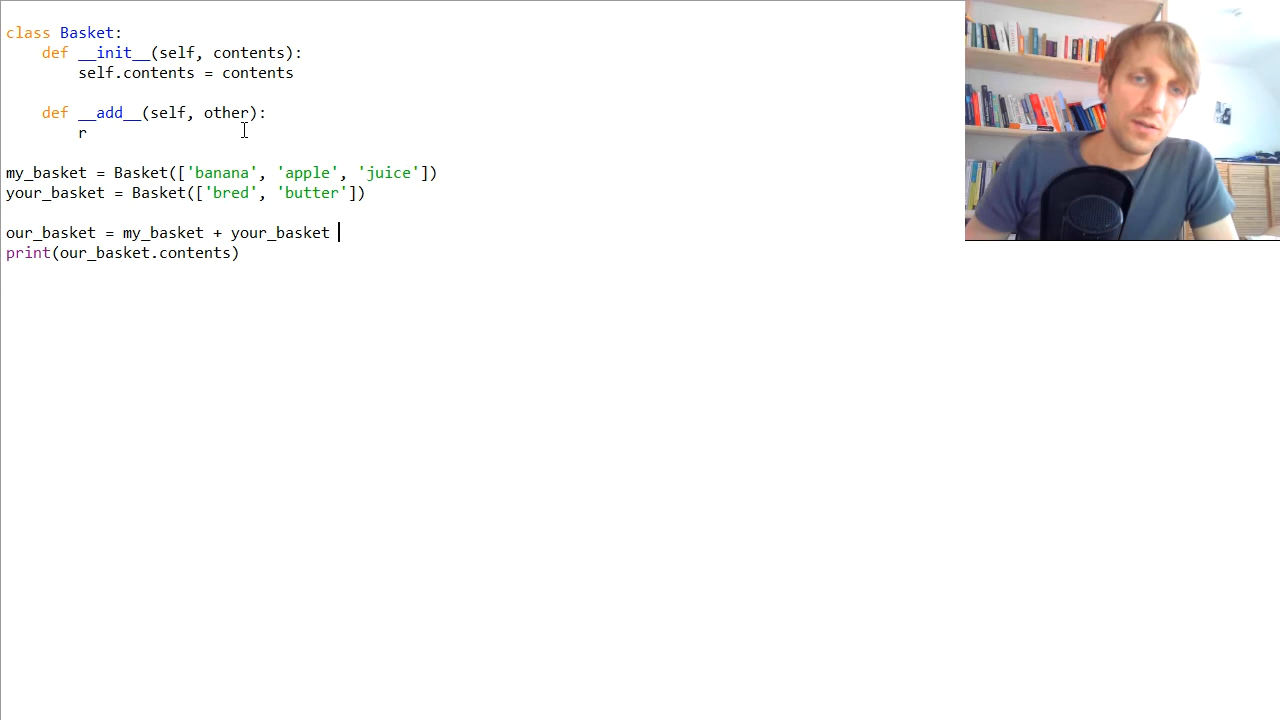 class Basket:
    def __init__(self, contents):
        self.contents = contents
    def __add__(self, other):
        r
my_basket = Basket(['banana', 'apple', 'juice'])
your_basket = Basket(['bred', 'butter'])
our_basket = my_basket + your_basket
print(our_basket.contents)